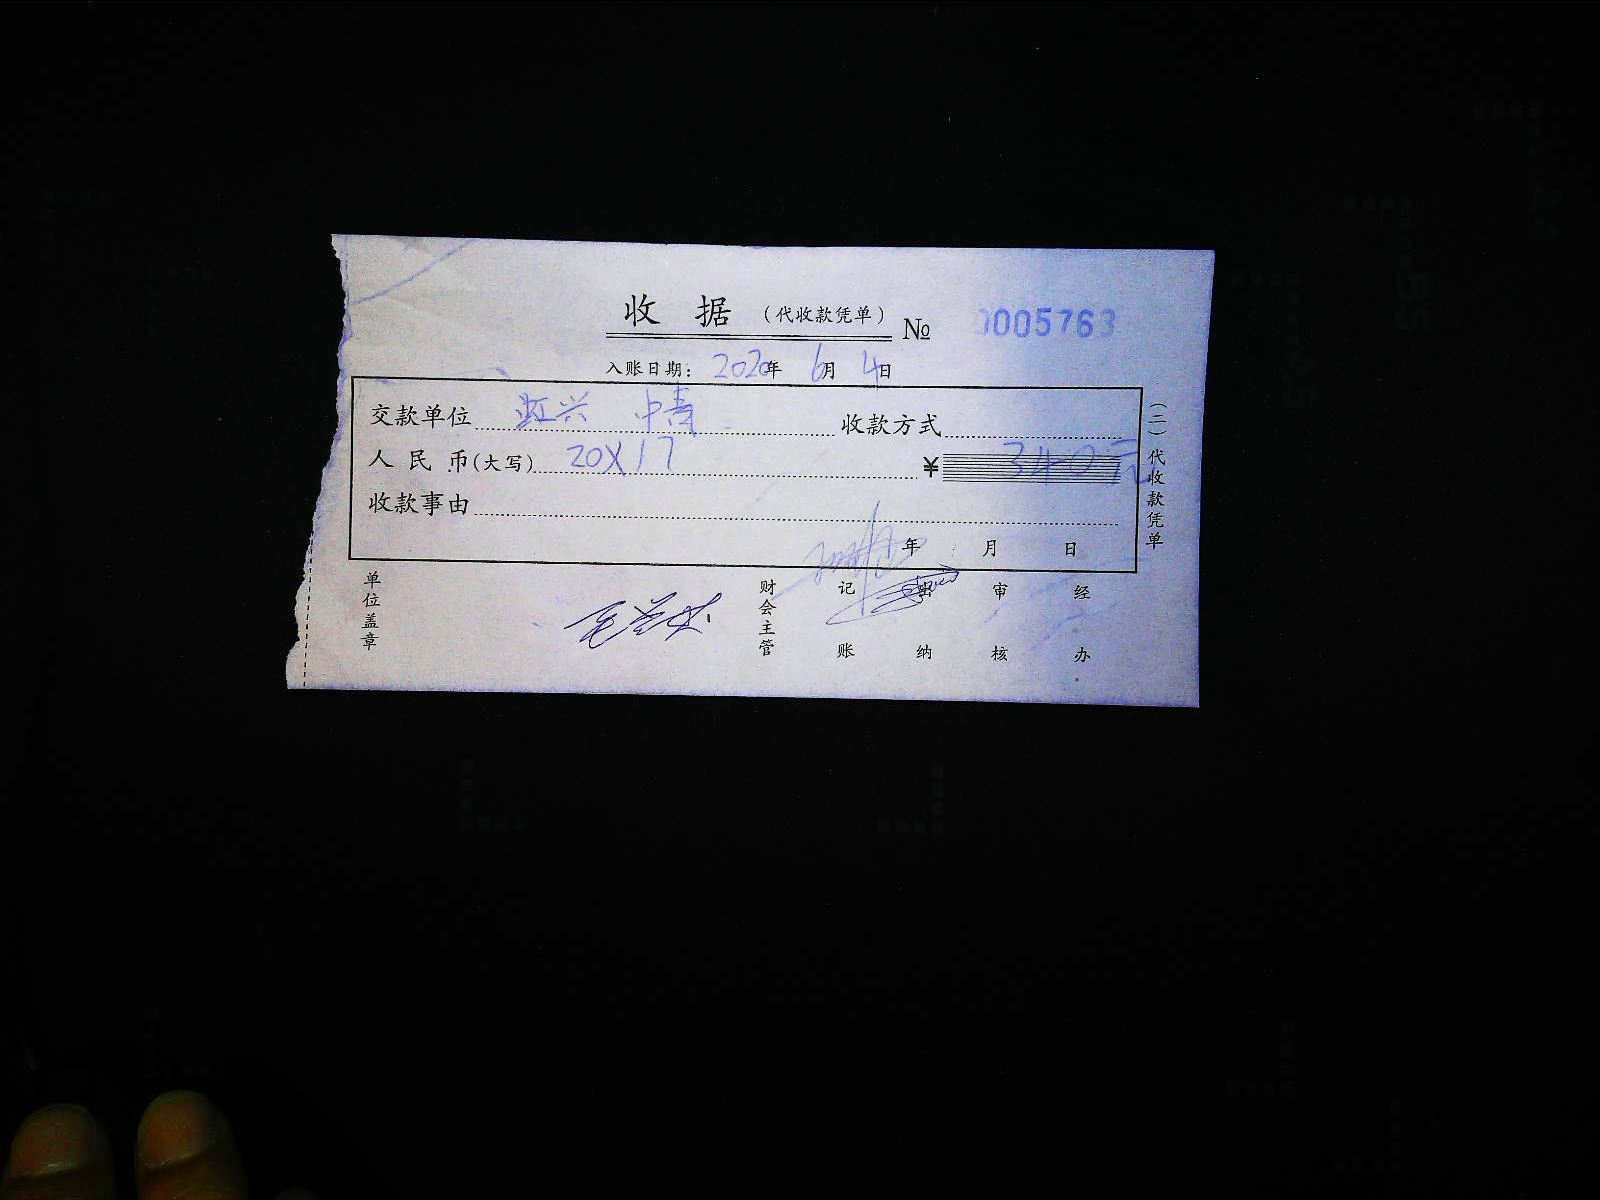 收据（代收款凭单） № 0005763
入账日期：2020年 6月 4日
交款单位 虹兴 中青 收款方式
人民币(大写) 20X17 ¥ 340元
收款事由
年 月 日
(二)代收款凭单
单位盖章 财会主管 记账 出纳 审核 经办